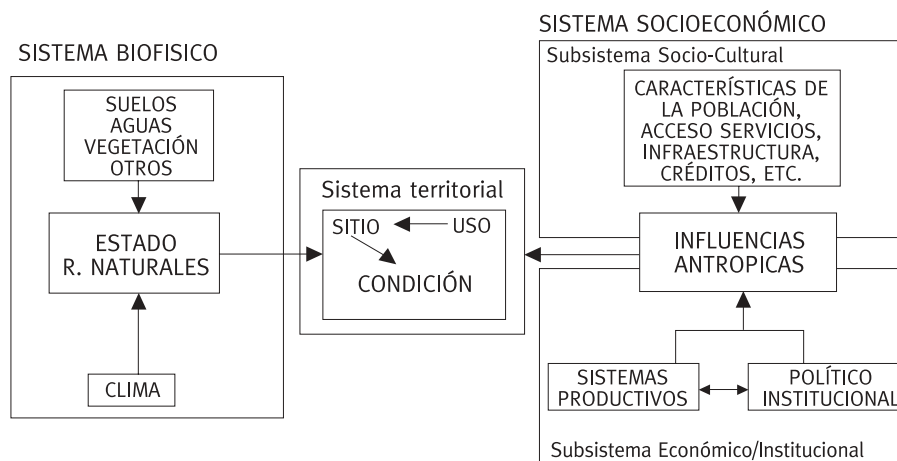 SISTEMA BIOFISICO
SUELOS
AGUAS
VEGETACIÓN
OTROS
ESTADO
R. NATURALES
CLIMA
Sistema territorial
SITIO
USO
CONDICIÓN
SISTEMA SOCIOECONÓMICO
Subsistema Socio-Cultural
CARACTERÍSTICAS DE
LA POBLACIÓN,
ACCESO SERVICIOS,
INFRAESTRUCTURA,
CRÉDITOS, ETC.
INFLUENCIAS
ANTROPICAS
SISTEMAS
PRODUCTIVOS
POLÍTICO
INSTITUCIONAL
Subsistema Económico/Institucional